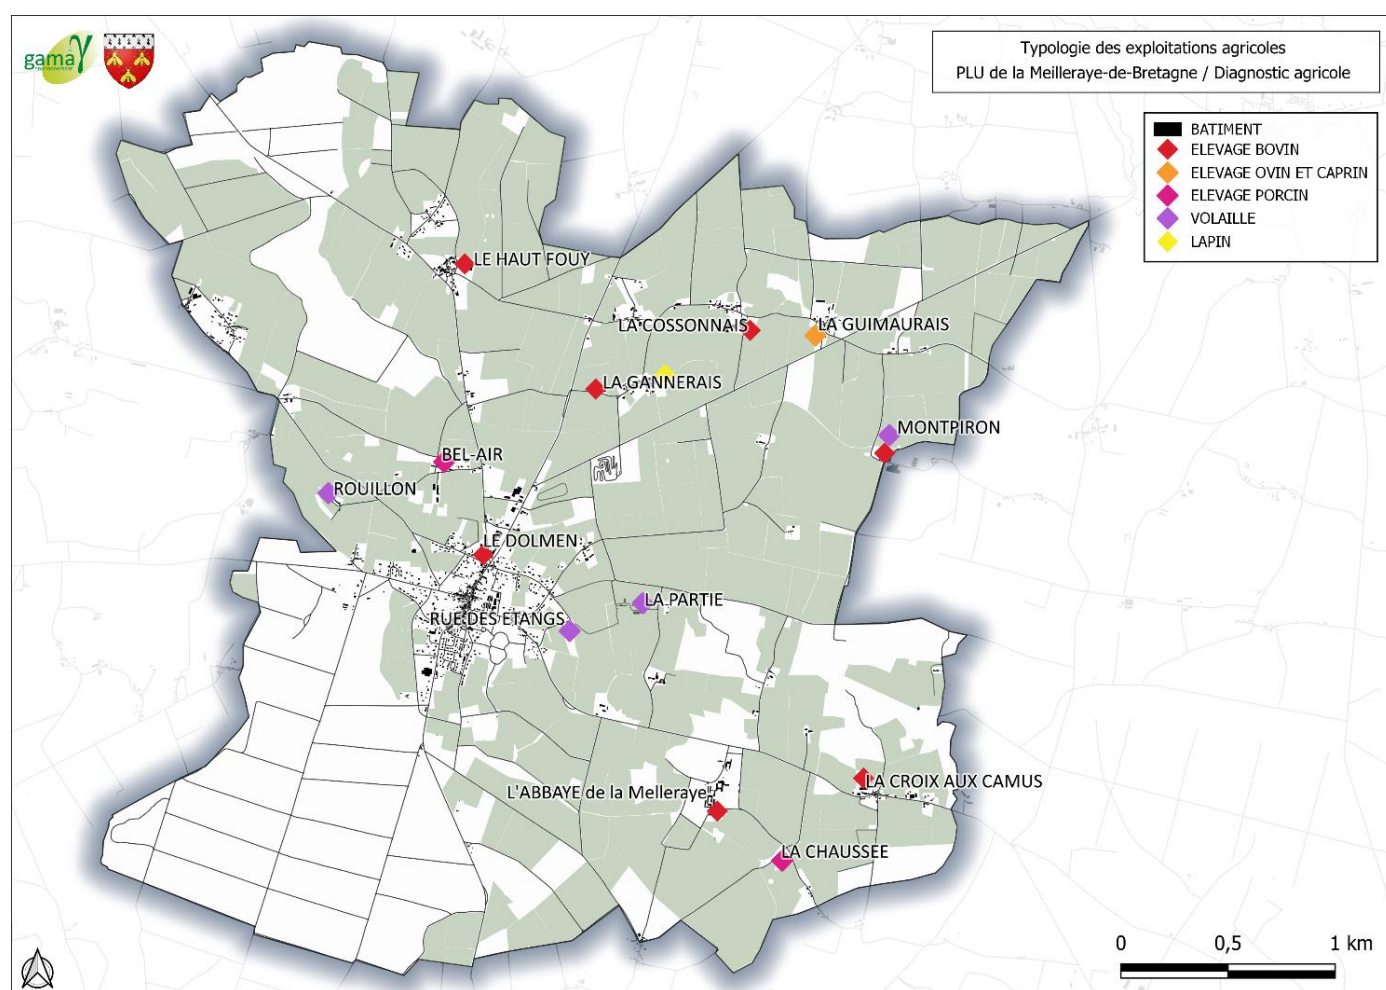 gama
environnement
Typologie des exploitations agricoles
PLU de la Meilleraye-de-Bretagne / Diagnostic agricole
BATIMENT
ELEVAGE BOVIN
ELEVAGE OVIN ET CAPRIN
ELEVAGE PORCIN
VOLAILLE
LAPIN
LE HAUT FOUY
LA COSSONNAIS
LA GUIMAURAIS
LA GANNERAIS
MONTPIRON
BEL-AIR
ROUILLON
LE DOLMEN
LA PARTIE
RUE DES ETANGS
L'ABBAYE de la Melleraye
LA CROIX AUX CAMUS
LA CHAUSSEE
0 0,5 1 km